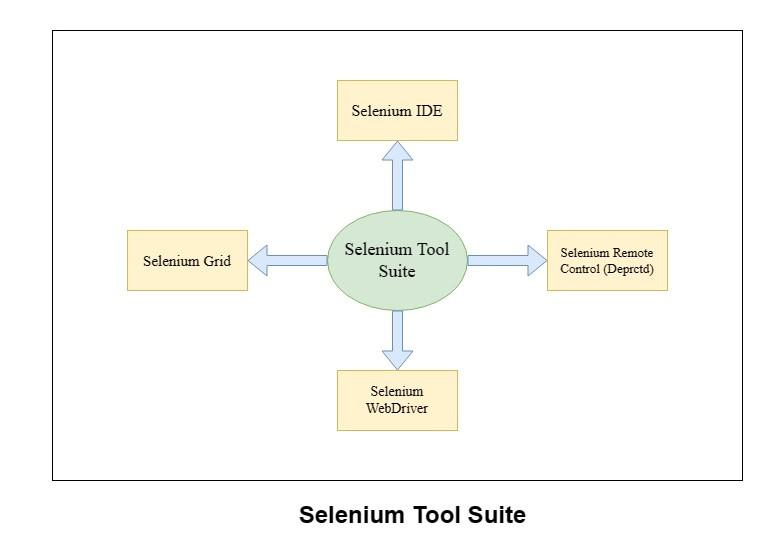 Selenium IDE
Selenium Grid
Selenium Tool
Suite
Selenium Remote
Control (Deprctd)
Selenium
WebDriver
Selenium Tool Suite